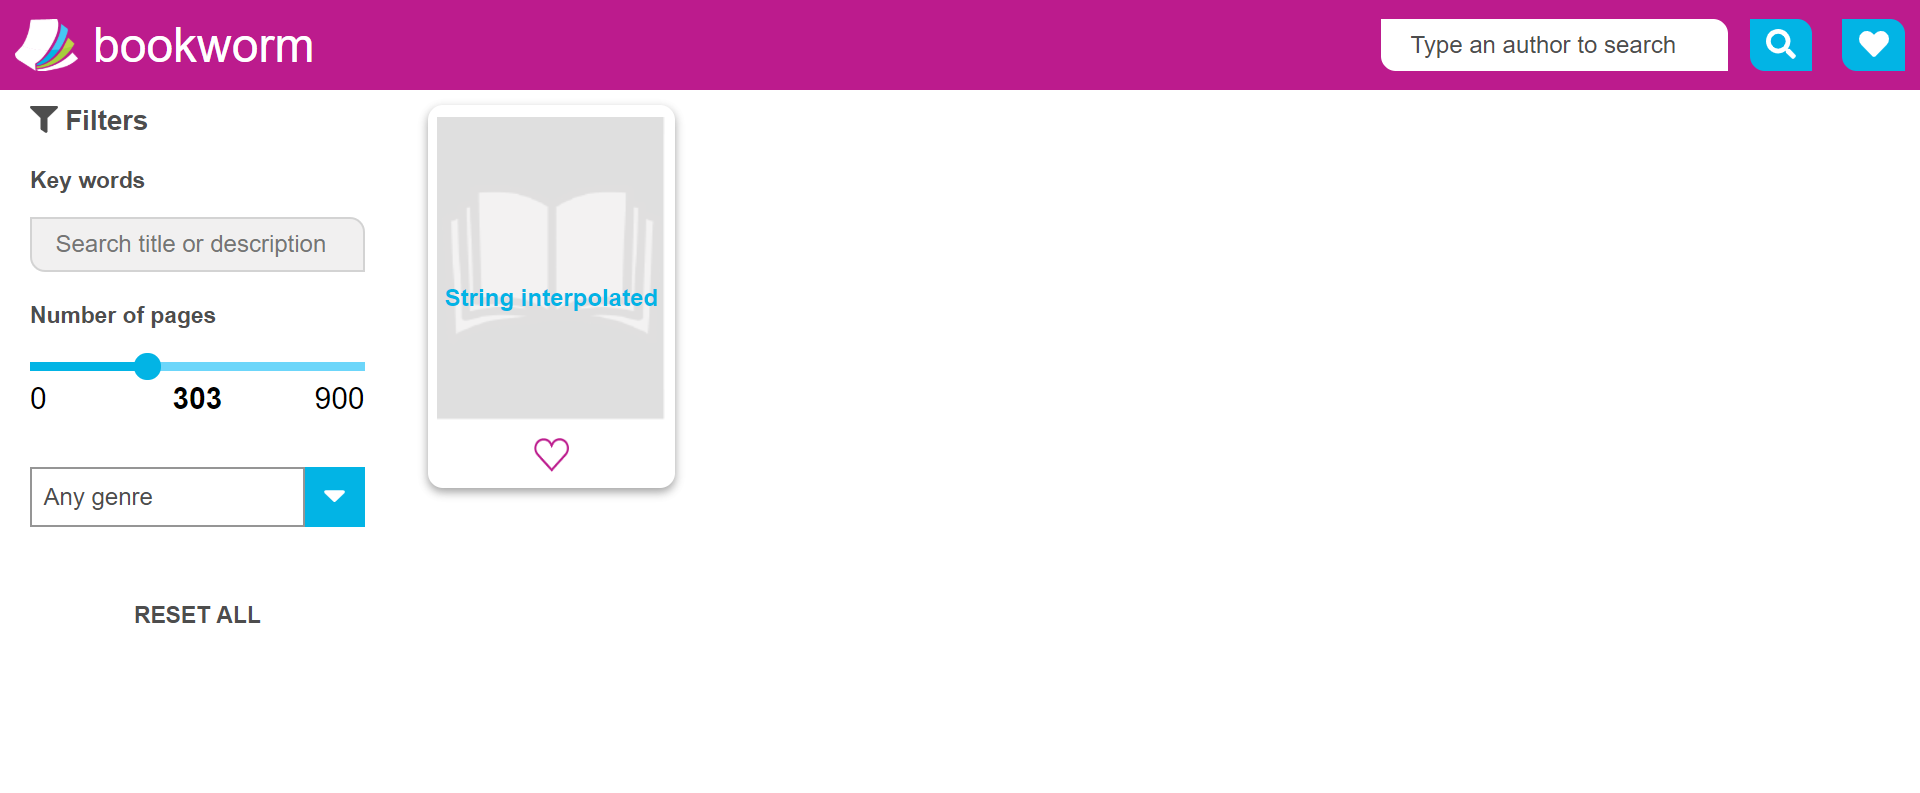 bookworm
Type an author to search
Filters
Key words
Search title or description
Number of pages
0 303 900
Any genre
RESET ALL
String interpolated